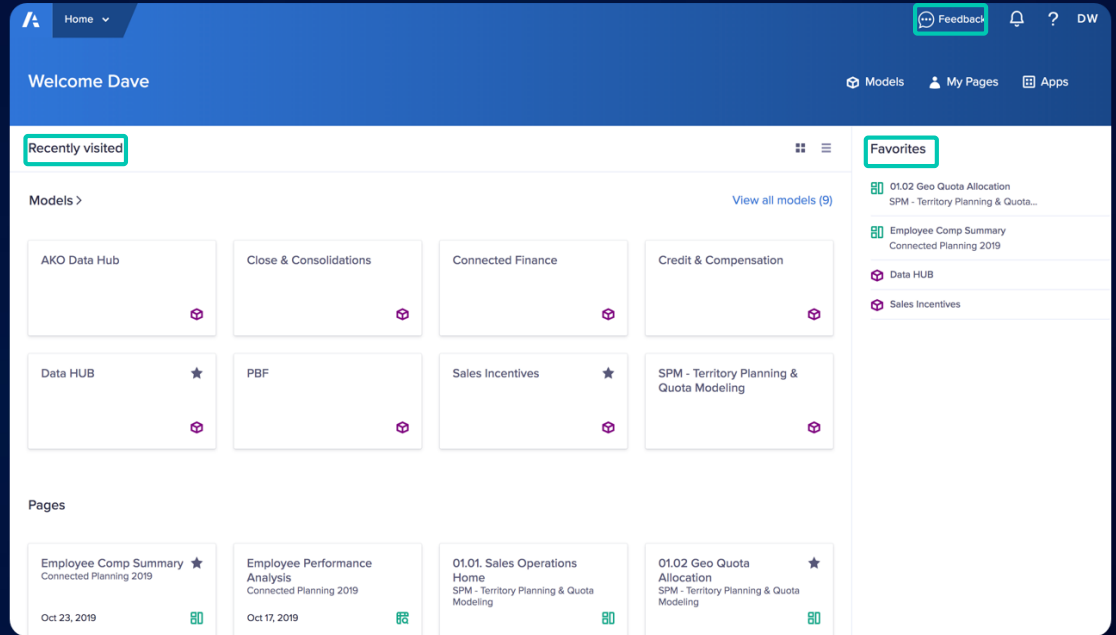 Home
Feedback
?
DW
Welcome Dave
Models
My Pages
Apps
Recently visited
Models >
View all models (9)
AKO Data Hub
Close & Consolidations
Connected Finance
Credit & Compensation
Data HUB
PBF
Sales Incentives
SPM - Territory Planning &
Quota Modeling
Pages
Employee Comp Summary
Connected Planning 2019
Oct 23, 2019
Employee Performance
Analysis
Connected Planning 2019
Oct 17, 2019
01.01. Sales Operations
Home
SPM - Territory Planning & Quota
Modeling
01.02 Geo Quota
Allocation
SPM - Territory Planning & Quota
Modeling
Favorites
01.02 Geo Quota Allocation
SPM - Territory Planning & Quota...
Employee Comp Summary
Connected Planning 2019
Data HUB
Sales Incentives